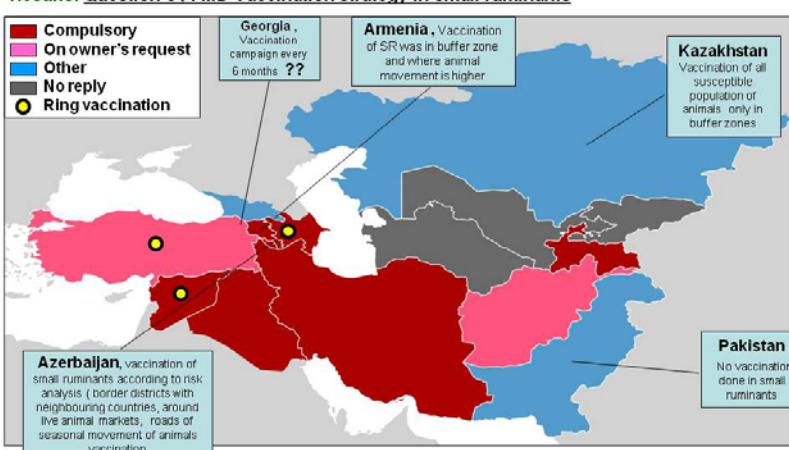 Compulsory
On owner's request
Other
No reply
Ring vaccination
Georgia,
Vaccination
campaign every
6 months ??
Armenia, Vaccination
of SR was in buffer zone
and where animal
movement is higher
Kazakhstan
Vaccination of all
susceptible
population of
animals only in
buffer zones
Azerbaijan, vaccination of
small ruminants according to risk
analysis ( border districts with
neighbouring countries, around
live animal markets, roads of
seasonal movement of animals
vaccination
Pakistan
No vaccination
done in small
ruminants